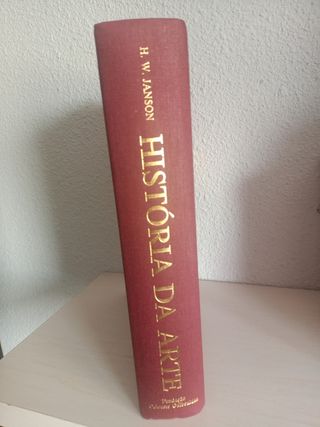 H. W. JANSON
HISTÓRIA DA ARTE
Fundação
Calouste Gulbenkian